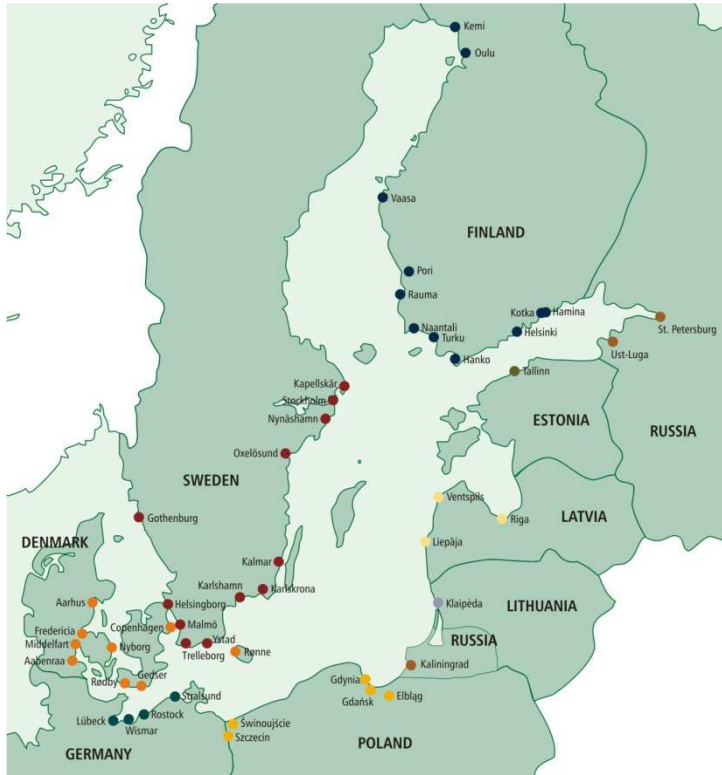 Kemi
Oulu
Vaasa
FINLAND
Pori
Rauma
Kotka
Hamina
St. Petersburg
Naantali
Helsinki
Turku
Ust-Luga
Hanko
Tallinn
Kapellskär
Stockholm
Nynäshamn
ESTONIA
RUSSIA
Oxelösund
SWEDEN
Ventspils
Gothenburg
Riga
LATVIA
DENMARK
Liepāja
Kalmar
Karlshamn
Karlskrona
Aarhus
Helsingborg
Klaipėda
LITHUANIA
Copenhagen
Malmö
Fredericia
Middelfart
Nyborg
Ystad
RUSSIA
Trelleborg
Rønne
Aabenraa
Kaliningrad
Gedser
Rødby
Gdynia
Stralsund
Gdańsk
Elbląg
Rostock
Lübeck
Wismar
Świnoujście
Szczecin
GERMANY
POLAND